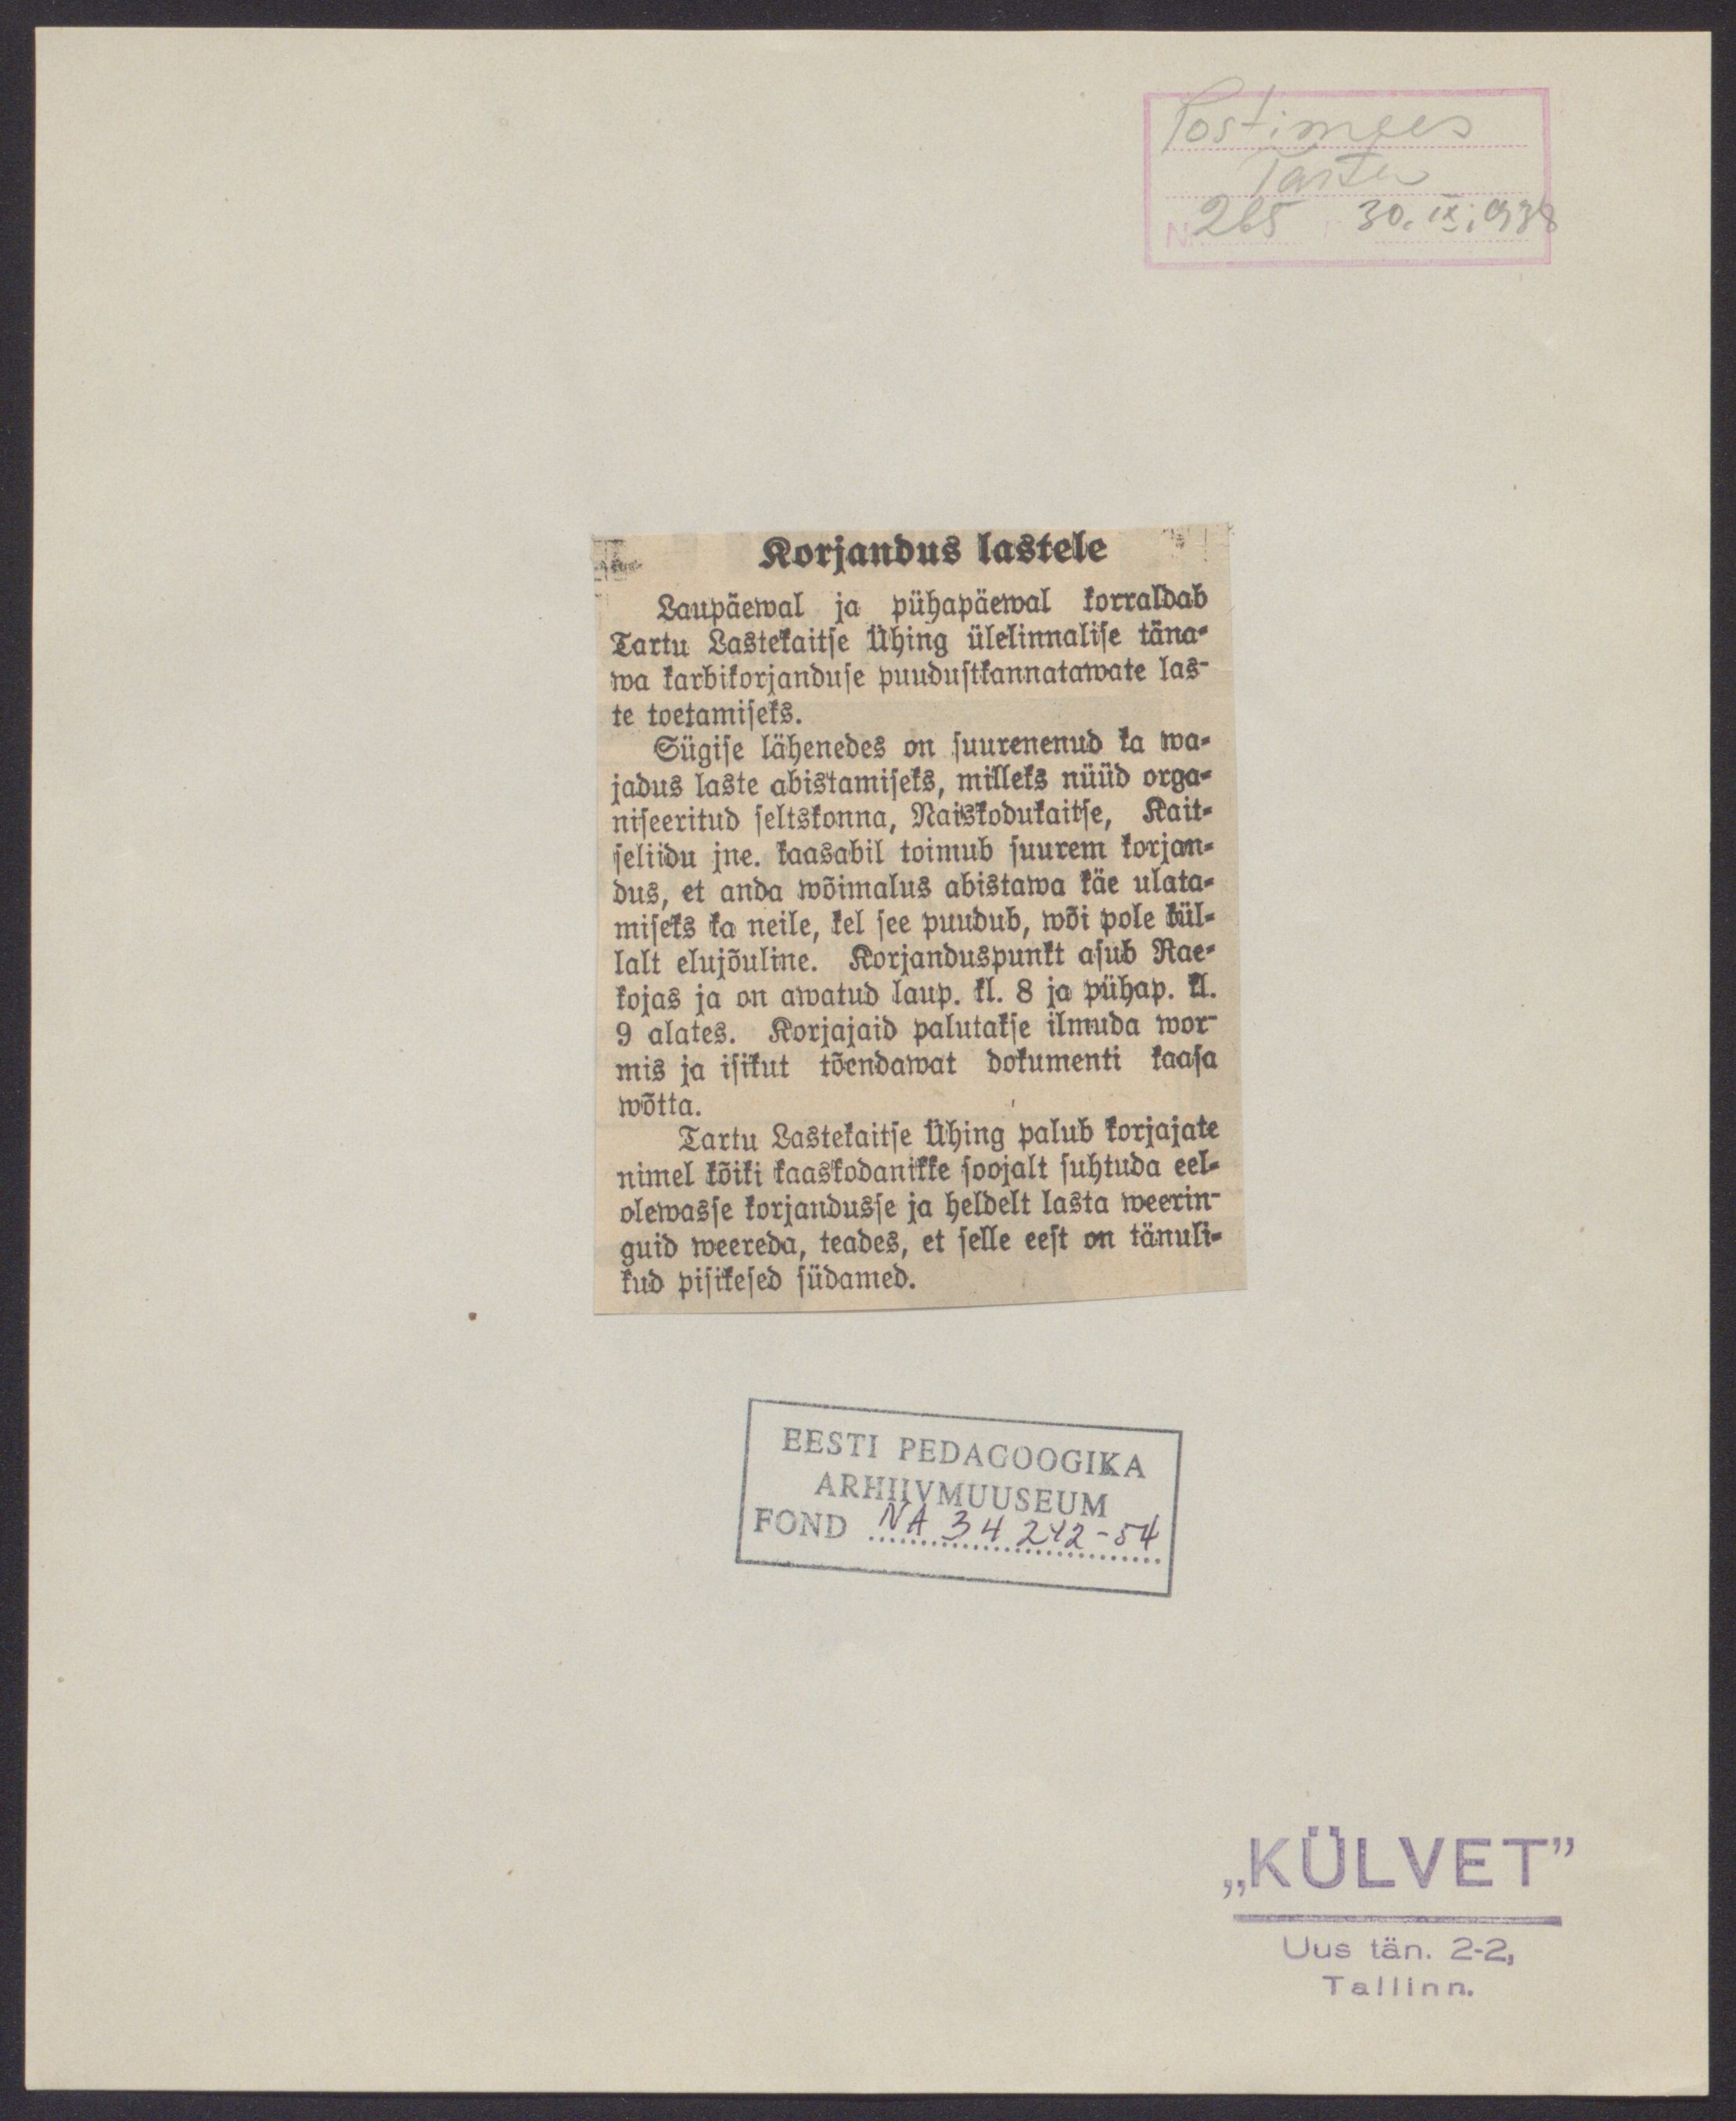 Postimees
Tartu
N 265 30. IX. 1938
Korjandus lastele
Laupäewal ja pühapäewal korraldab
Tartu Lastekaitse Ühing ülelinnalise täna-
wa karbikorjanduse puudustkannatawate las-
te toetamiseks.
Sügise lähenedes on suurenenud ka wa-
jadus laste abistamiseks, milleks nüüd orga-
niseeritud seltskonna, Naiskodukaitse, Kait-
seliidu jne. kaasabil toimub suurem korjan-
dus, et anda wõimalus abistawa käe ulata-
miseks ka neile, kel see puudub, wõi pole kül-
lalt elujõuline. Korjanduspunkt asub Rae-
kojas ja on awatud laup. kl. 8 ja pühap. kl.
9 alates. Korjajaid palutakse ilmuda wor-
mis ja isikut tõendawat dokumenti kaasa
wõtta.
Tartu Lastekaitse Ühing palub korjajate
nimel kõiki kaaskodanikke soojalt suhtuda eel-
olewasse korjandusse ja heldelt lasta weerin-
guid weereda, teades, et selle eest on tänuli-
kud pisikesed südamed.
EESTI PEDAGOOGIKA
ARHIIVMUUSEUM
FOND NA 34 242-54
„KÜLVET”
Uus tän. 2-2,
Tallinn.